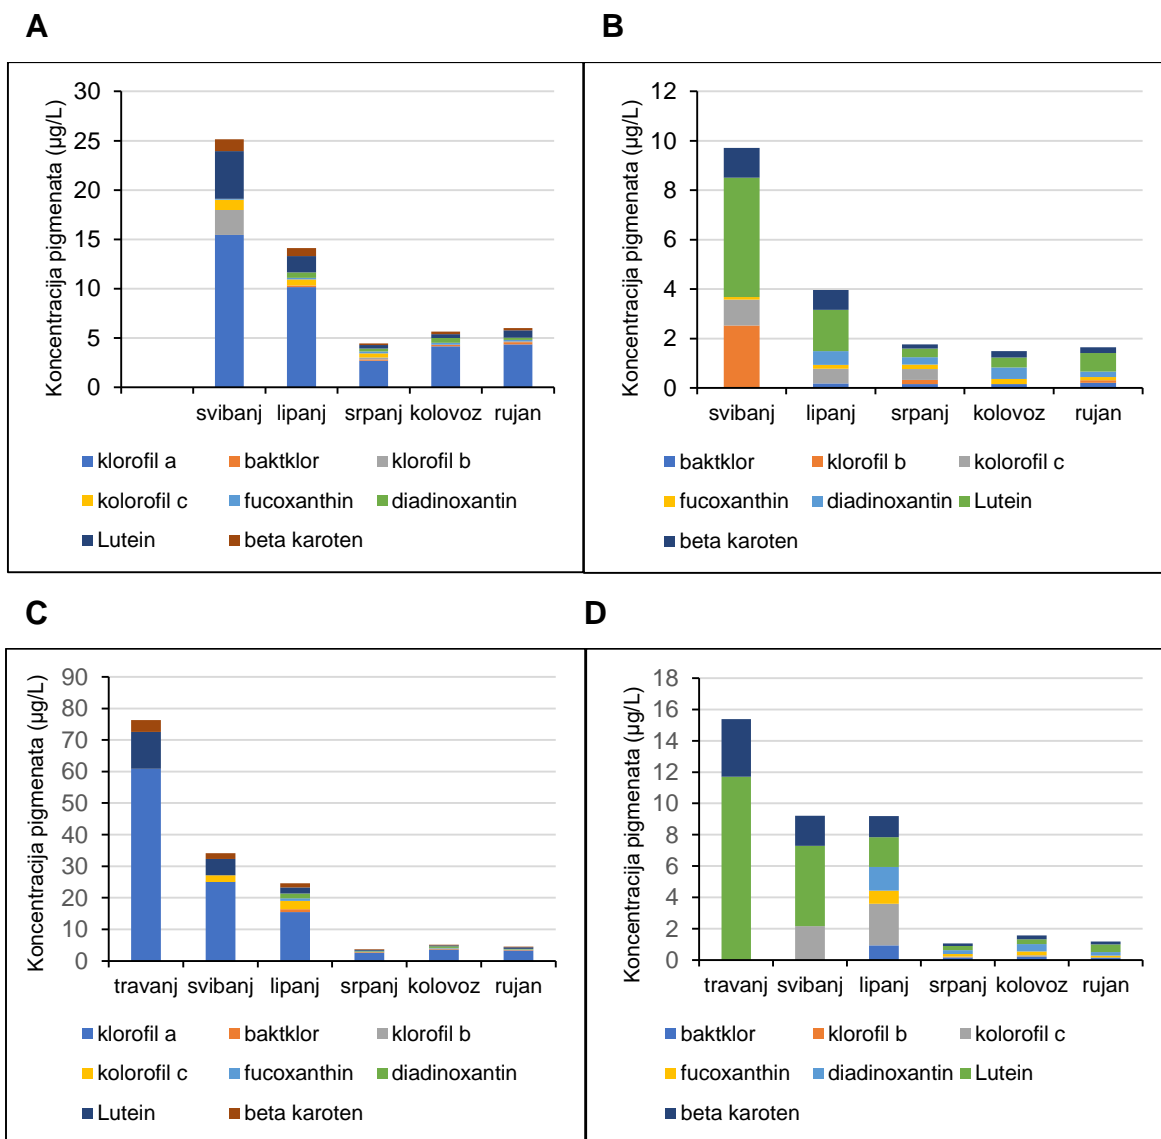 A
B
Koncentracija pigmenata (µg/L)
30
25
20
15
10
5
0
svibanj lipanj srpanj kolovoz rujan
klorofil a baktklor klorofil b
kolorofil c fucoxanthin diadinoxantin
Lutein beta karoten
Koncentracija pigmenata (µg/L)
12
10
8
6
4
2
0
svibanj lipanj srpanj kolovoz rujan
baktklor klorofil b kolorofil c
fucoxanthin diadinoxantin Lutein
beta karoten
C
D
Koncentracija pigmenata (µg/L)
90
80
70
60
50
40
30
20
10
0
travanj svibanj lipanj srpanj kolovoz rujan
klorofil a baktklor klorofil b
kolorofil c fucoxanthin diadinoxantin
Lutein beta karoten
Koncentracija pigmenata (µg/L)
18
16
14
12
10
8
6
4
2
0
travanj svibanj lipanj srpanj kolovoz rujan
baktklor klorofil b kolorofil c
fucoxanthin diadinoxantin Lutein
beta karoten